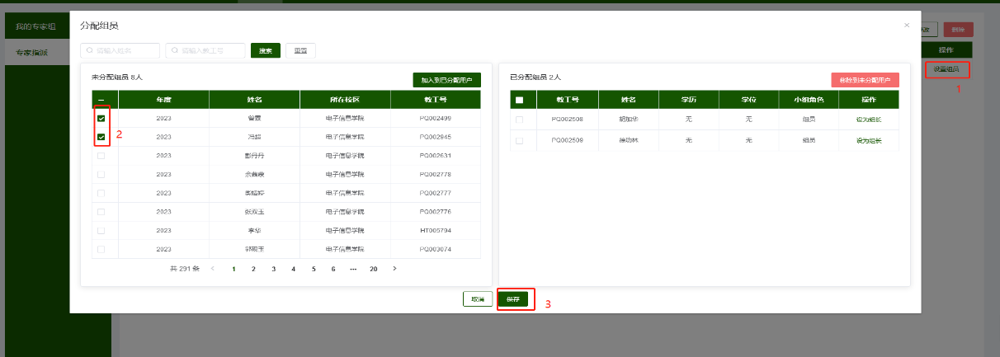 分配组员
我的专家组
改 删除
请输入姓名 请输入教工号 搜索 重置
专家指派
操作
未分配组员 8人 加入到已分配用户
已分配组员 2人 移除到未分配用户
设置组员
1
年度 姓名 所在校区 教工号
教工号 姓名 学历 学位 小组角色 操作
2023 曾霞 电子信息学院 PQ002499
PQ002508 胡加华 无 无 组员 设为组长
2
2023 冯超 电子信息学院 PQ002945
PQ002509 徐功林 无 无 组员 设为组长
2023 彭丹丹 电子信息学院 PQ002631
2023 电子信息学院 PQ002778
2023 电子信息学院 PQ002777
2023 张双玉 电子信息学院 PQ002776
2023 李华 电子信息学院 HT005794
2023 电子信息学院 PQ003074
共 291 条 < 1 2 3 4 5 6 ••• 20 >
取消 保存
3